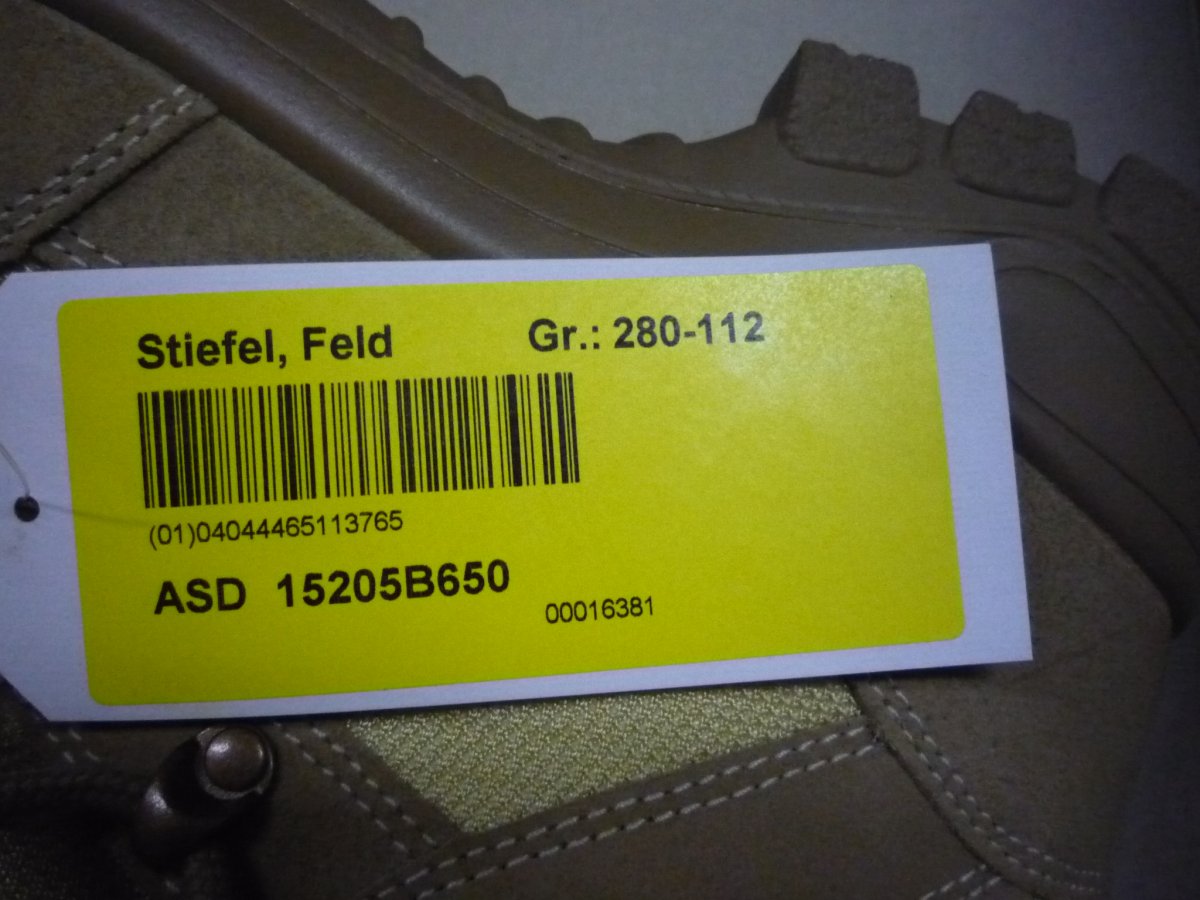 Stiefel, Feld Gr.: 280-112
(01)04044465113765
ASD 15205B650
00016381